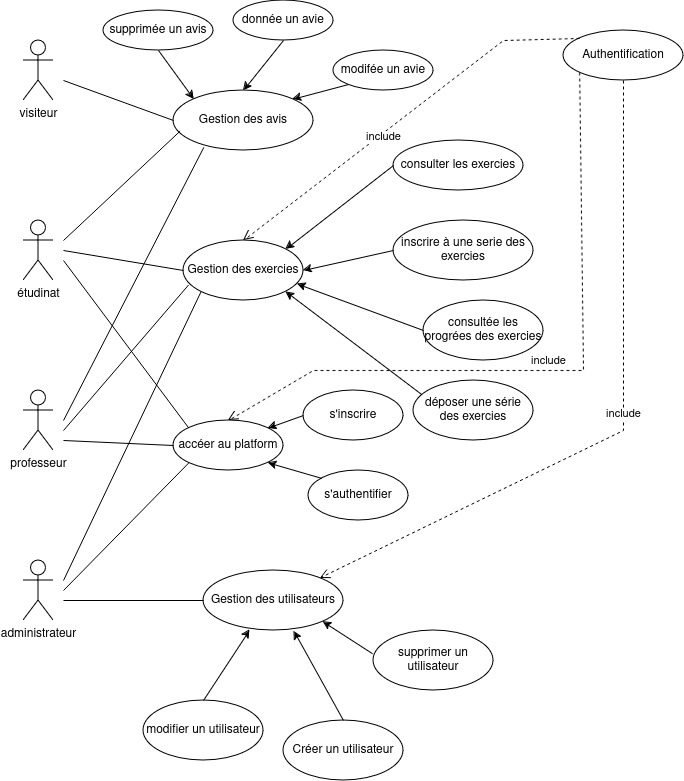 donnée un avie
supprimée un avis
Authentification
modifée un avie
visiteur
Gestion des avis
include
consulter les exercies
inscrire à une serie des
exercies
étudinat
Gestion des exercies
consultée les
progrées des exercies
include
s'inscrire
déposer une série
des exercies
include
professeur
accéer au platform
s'authentifier
administrateur
Gestion des utilisateurs
supprimer un
utilisateur
modifier un utilisateur
Créer un utilisateur